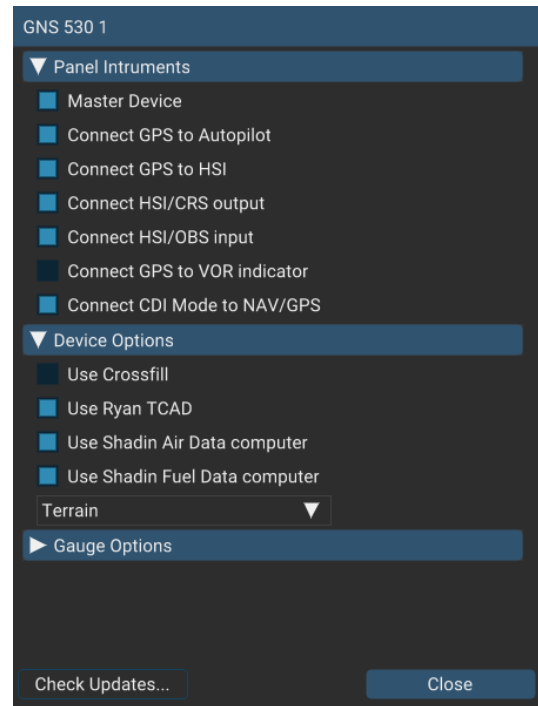 GNS 530 1
Panel Intruments
Master Device
Connect GPS to Autopilot
Connect GPS to HSI
Connect HSI/CRS output
Connect HSI/OBS input
Connect GPS to VOR indicator
Connect CDI Mode to NAV/GPS
Device Options
Use Crossfill
Use Ryan TCAD
Use Shadin Air Data computer
Use Shadin Fuel Data computer
Terrain
Gauge Options
Check Updates...
Close